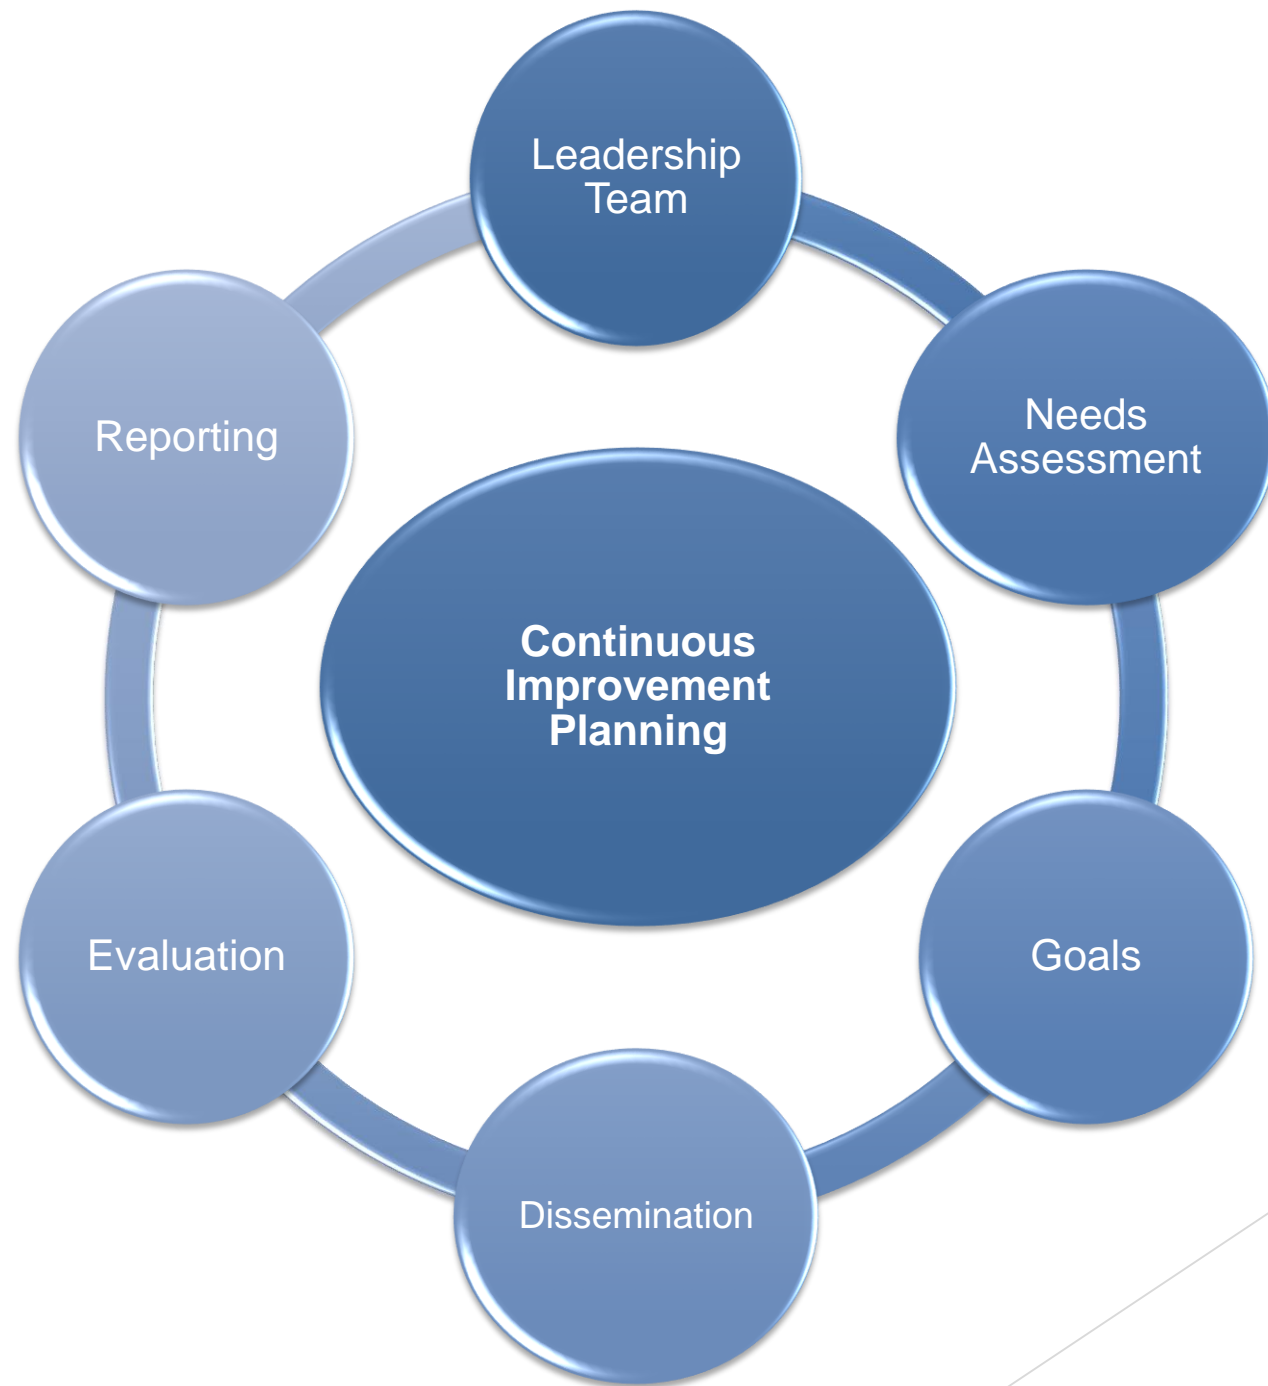 Leadership
Team
Needs
Assessment
Goals
Dissemination
Evaluation
Reporting
Continuous
Improvement
Planning